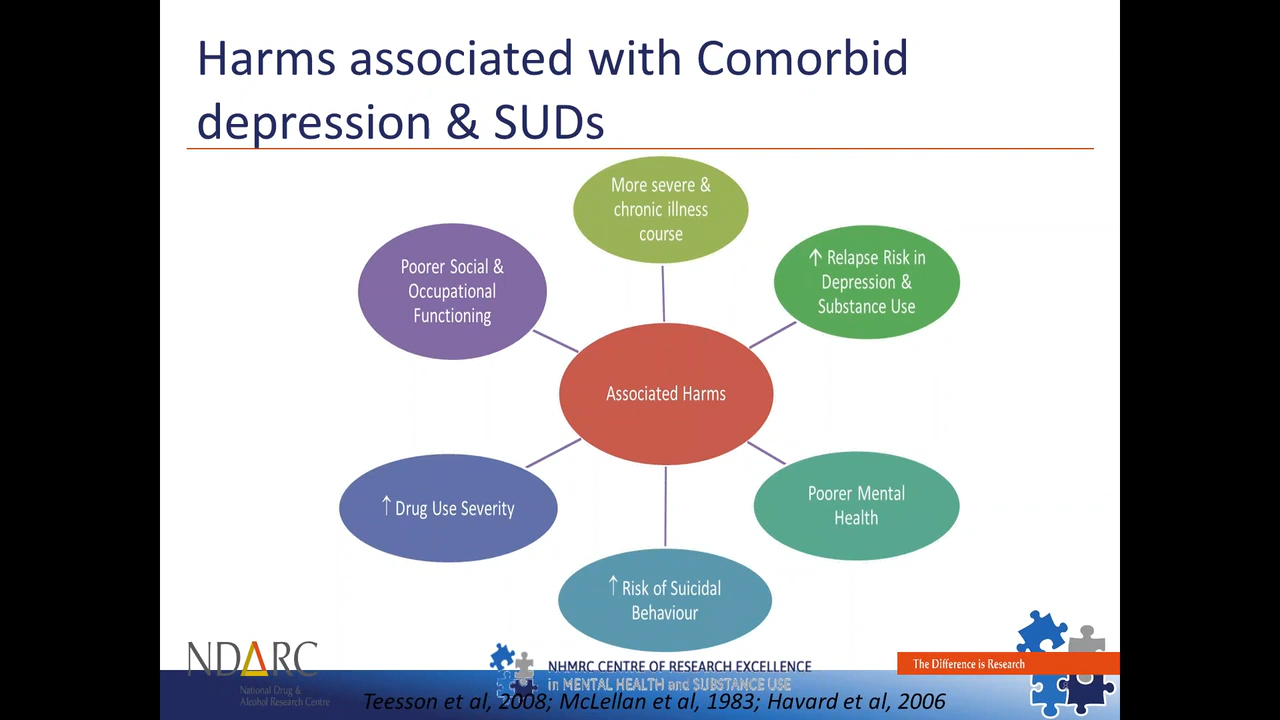 Harms associated with Comorbid
depression & SUDs
More severe &
chronic illness
course
↑ Relapse Risk in
Depression &
Substance Use
Poorer Social &
Occupational
Functioning
Associated Harms
↑ Drug Use Severity
Poorer Mental
Health
↑ Risk of Suicidal
Behaviour
NDARC
National Drug &
Alcohol Research Centre
NHMRC CENTRE OF RESEARCH EXCELLENCE
in MENTAL HEALTH and SUBSTANCE USE
The Difference is Research
Teesson et al, 2008; McLellan et al, 1983; Havard et al, 2006